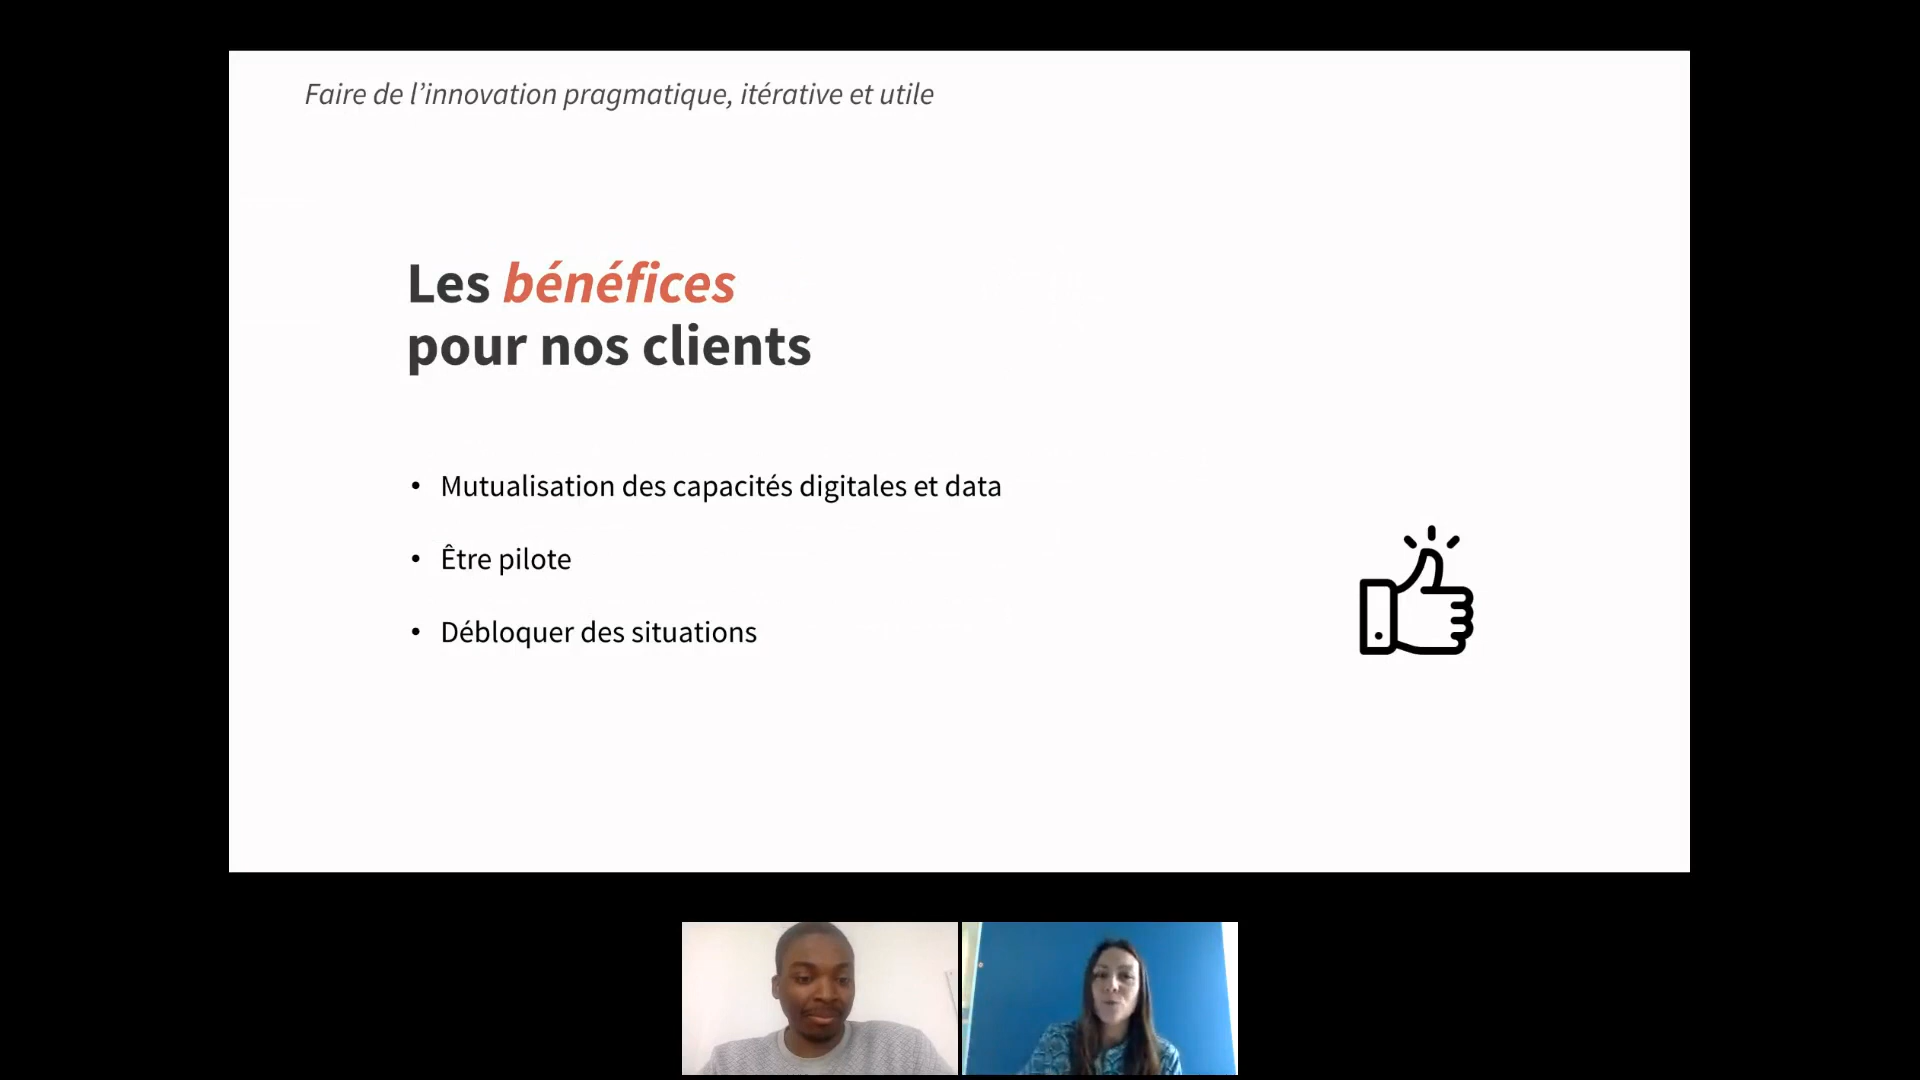 Faire de l’innovation pragmatique, itérative et utile
Les bénéfices
pour nos clients
• Mutualisation des capacités digitales et data
• Être pilote
• Débloquer des situations